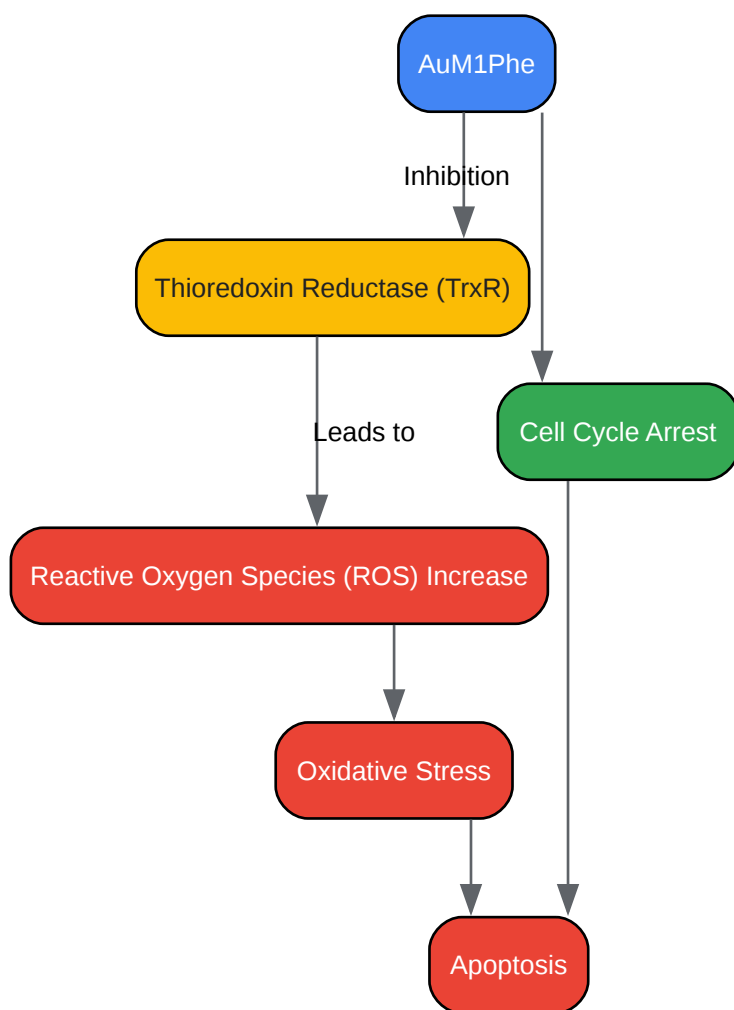 AuM1Phe
Inhibition
Thioredoxin Reductase (TrxR)
Leads to
Cell Cycle Arrest
Reactive Oxygen Species (ROS) Increase
Oxidative Stress
Apoptosis